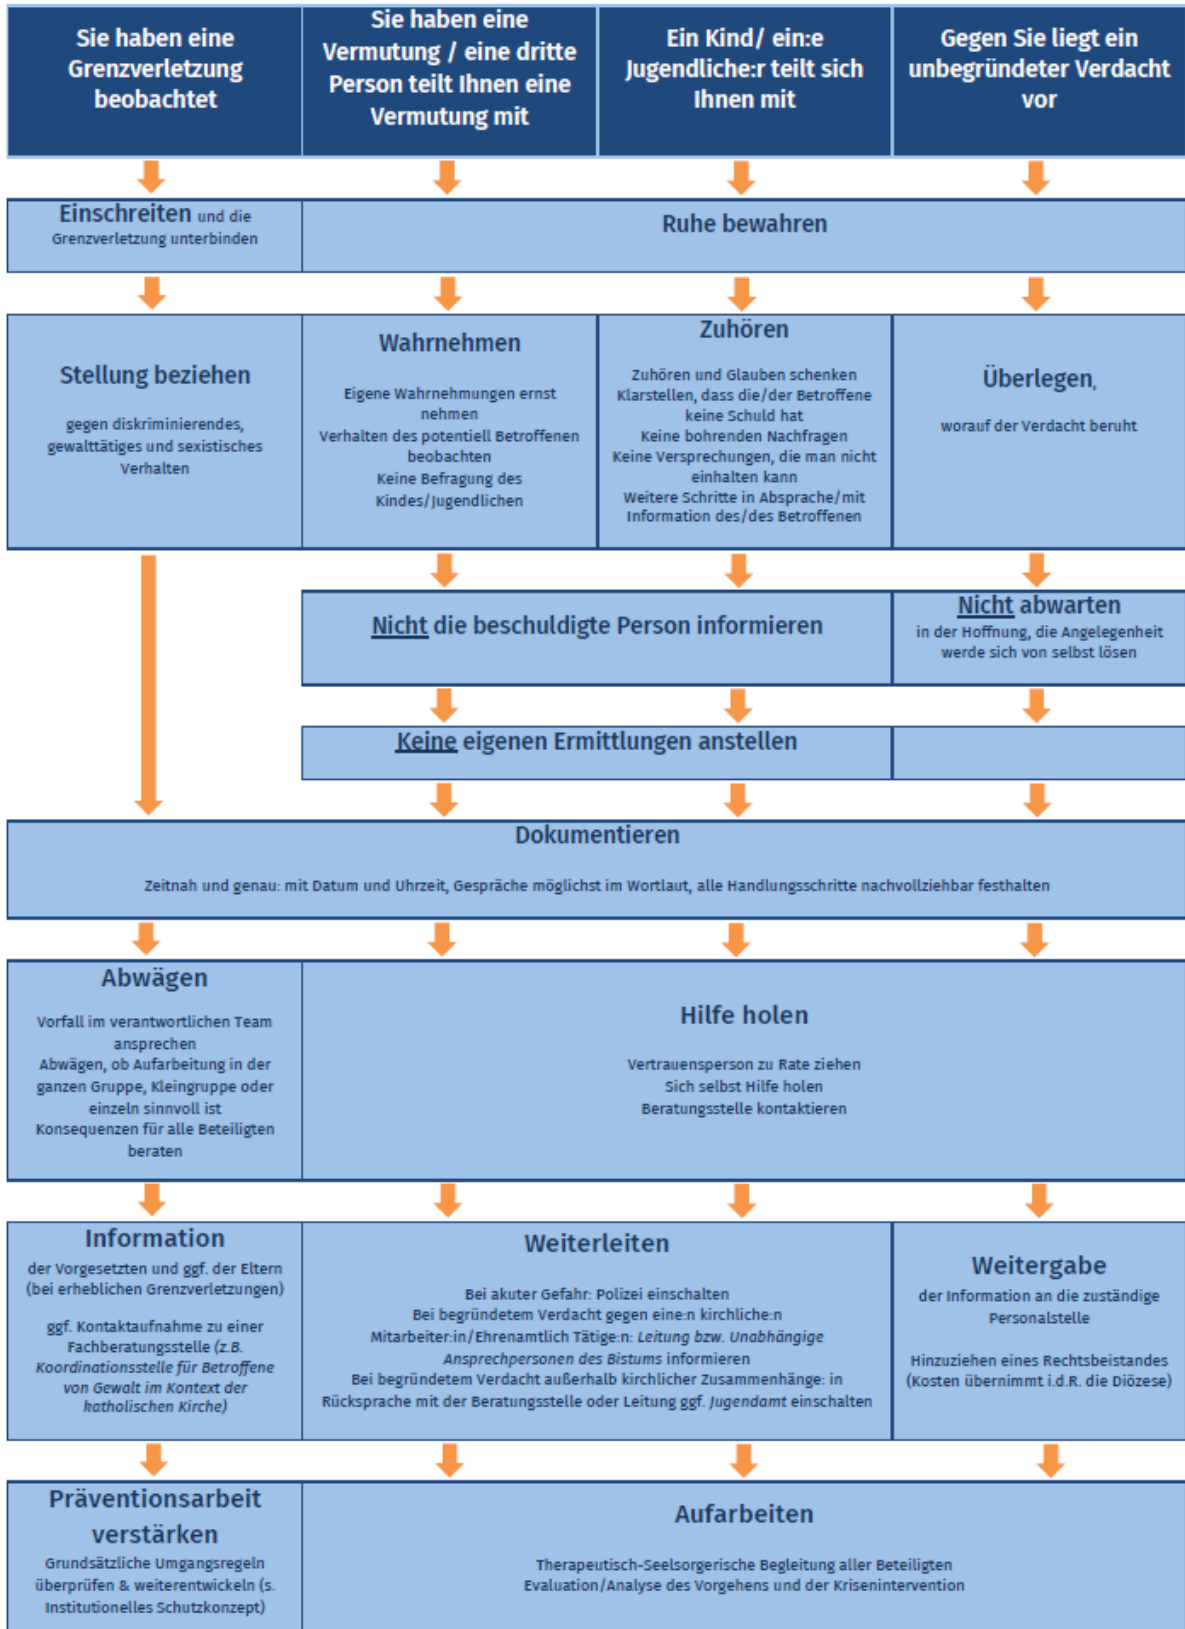 Sie haben eine
Grenzverletzung
beobachtet
Sie haben eine
Vermutung / eine dritte
Person teilt Ihnen eine
Vermutung mit
Ein Kind/ ein:e
Jugendliche:r teilt sich
Ihnen mit
Gegen Sie liegt ein
unbegründeter Verdacht
vor
Einschreiten und die
Grenzverletzung unterbinden
Ruhe bewahren
Stellung beziehen
gegen diskriminierendes,
gewalttätiges und sexistisches
Verhalten
Wahrnehmen
Eigene Wahrnehmungen ernst
nehmen
Verhalten des potentiell Betroffenen
beobachten
Keine Befragung des
Kindes/Jugendlichen
Zuhören
Zuhören und Glauben schenken
Klarstellen, dass die/der Betroffene
keine Schuld hat
Keine bohrenden Nachfragen
Keine Versprechungen, die man nicht
einhalten kann
Weitere Schritte in Absprache/mit
Information des/des Betroffenen
Überlegen,
worauf der Verdacht beruht
Nicht die beschuldigte Person informieren
Nicht abwarten
in der Hoffnung, die Angelegenheit
werde sich von selbst lösen
Keine eigenen Ermittlungen anstellen
Dokumentieren
Zeitnah und genau: mit Datum und Uhrzeit, Gespräche möglichst im Wortlaut, alle Handlungsschritte nachvollziehbar festhalten
Abwägen
Vorfall im verantwortlichen Team
ansprechen
Abwägen, ob Aufarbeitung in der
ganzen Gruppe, Kleingruppe oder
einzeln sinnvoll ist
Konsequenzen für alle Beteiligten
beraten
Hilfe holen
Vertrauensperson zu Rate ziehen
Sich selbst Hilfe holen
Beratungsstelle kontaktieren
Information
der Vorgesetzten und ggf. der Eltern
(bei erheblichen Grenzverletzungen)
ggf. Kontaktaufnahme zu einer
Fachberatungsstelle (z.B.
Koordinationsstelle für Betroffene
von Gewalt im Kontext der
katholischen Kirche)
Weiterleiten
Bei akuter Gefahr: Polizei einschalten
Bei begründetem Verdacht gegen eine:n kirchliche:n
Mitarbeiter:in/Ehrenamtlich Tätige:n: Leitung bzw. Unabhängige
Ansprechpersonen des Bistums informieren
Bei begründetem Verdacht außerhalb kirchlicher Zusammenhänge: in
Rücksprache mit der Beratungsstelle oder Leitung ggf. Jugendamt einschalten
Weitergabe
der Information an die zuständige
Personalstelle
Hinzuziehen eines Rechtsbeistandes
(Kosten übernimmt i.d.R. die Diözese)
Präventionsarbeit
verstärken
Grundsätzliche Umgangsregeln
überprüfen & weiterentwickeln (s.
Institutionelles Schutzkonzept)
Aufarbeiten
Therapeutisch-Seelsorgerische Begleitung aller Beteiligten
Evaluation/Analyse des Vorgehens und der Krisenintervention